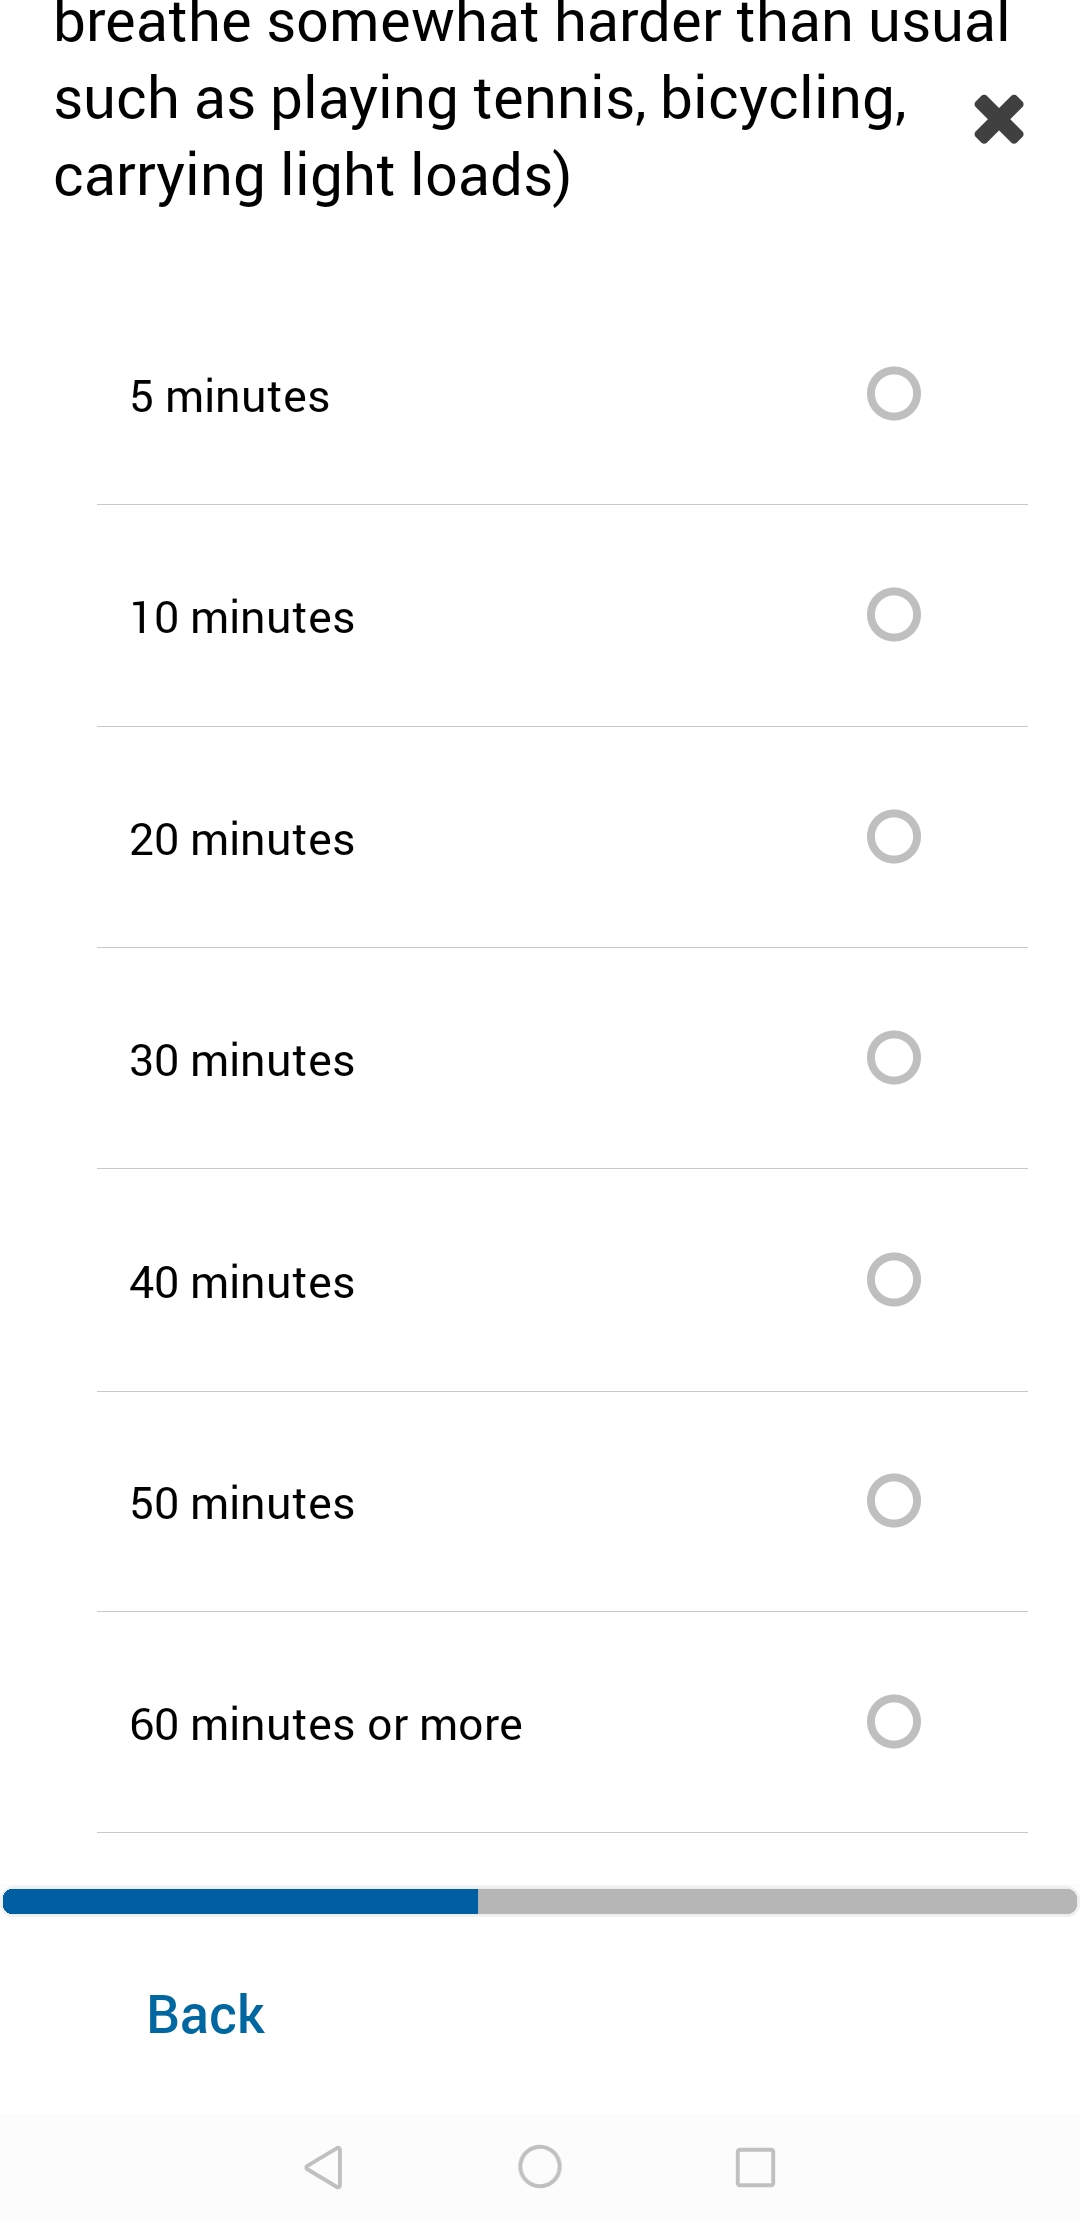 breathe somewhat harder than usual
such as playing tennis, bicycling,
carrying light loads)
5 minutes
10 minutes
20 minutes
30 minutes
40 minutes
50 minutes
60 minutes or more
Back